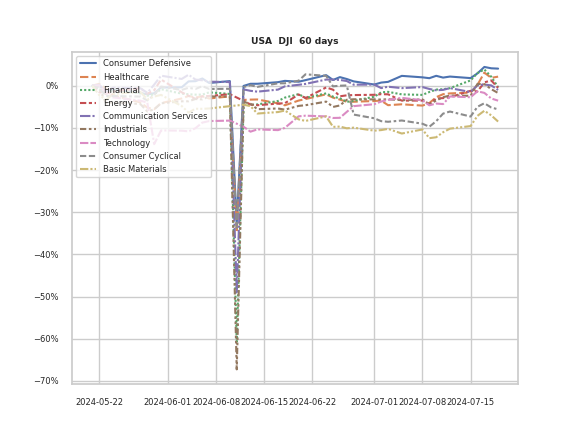 USA DJI 60 days
Consumer Defensive
Healthcare
Financial
Energy
Communication Services
Industrials
Technology
Consumer Cyclical
Basic Materials
0%
−10%
−20%
−30%
−40%
−50%
−60%
−70%
2024-05-22 2024-06-01 2024-06-08 2024-06-15 2024-06-22 2024-07-01 2024-07-08 2024-07-15